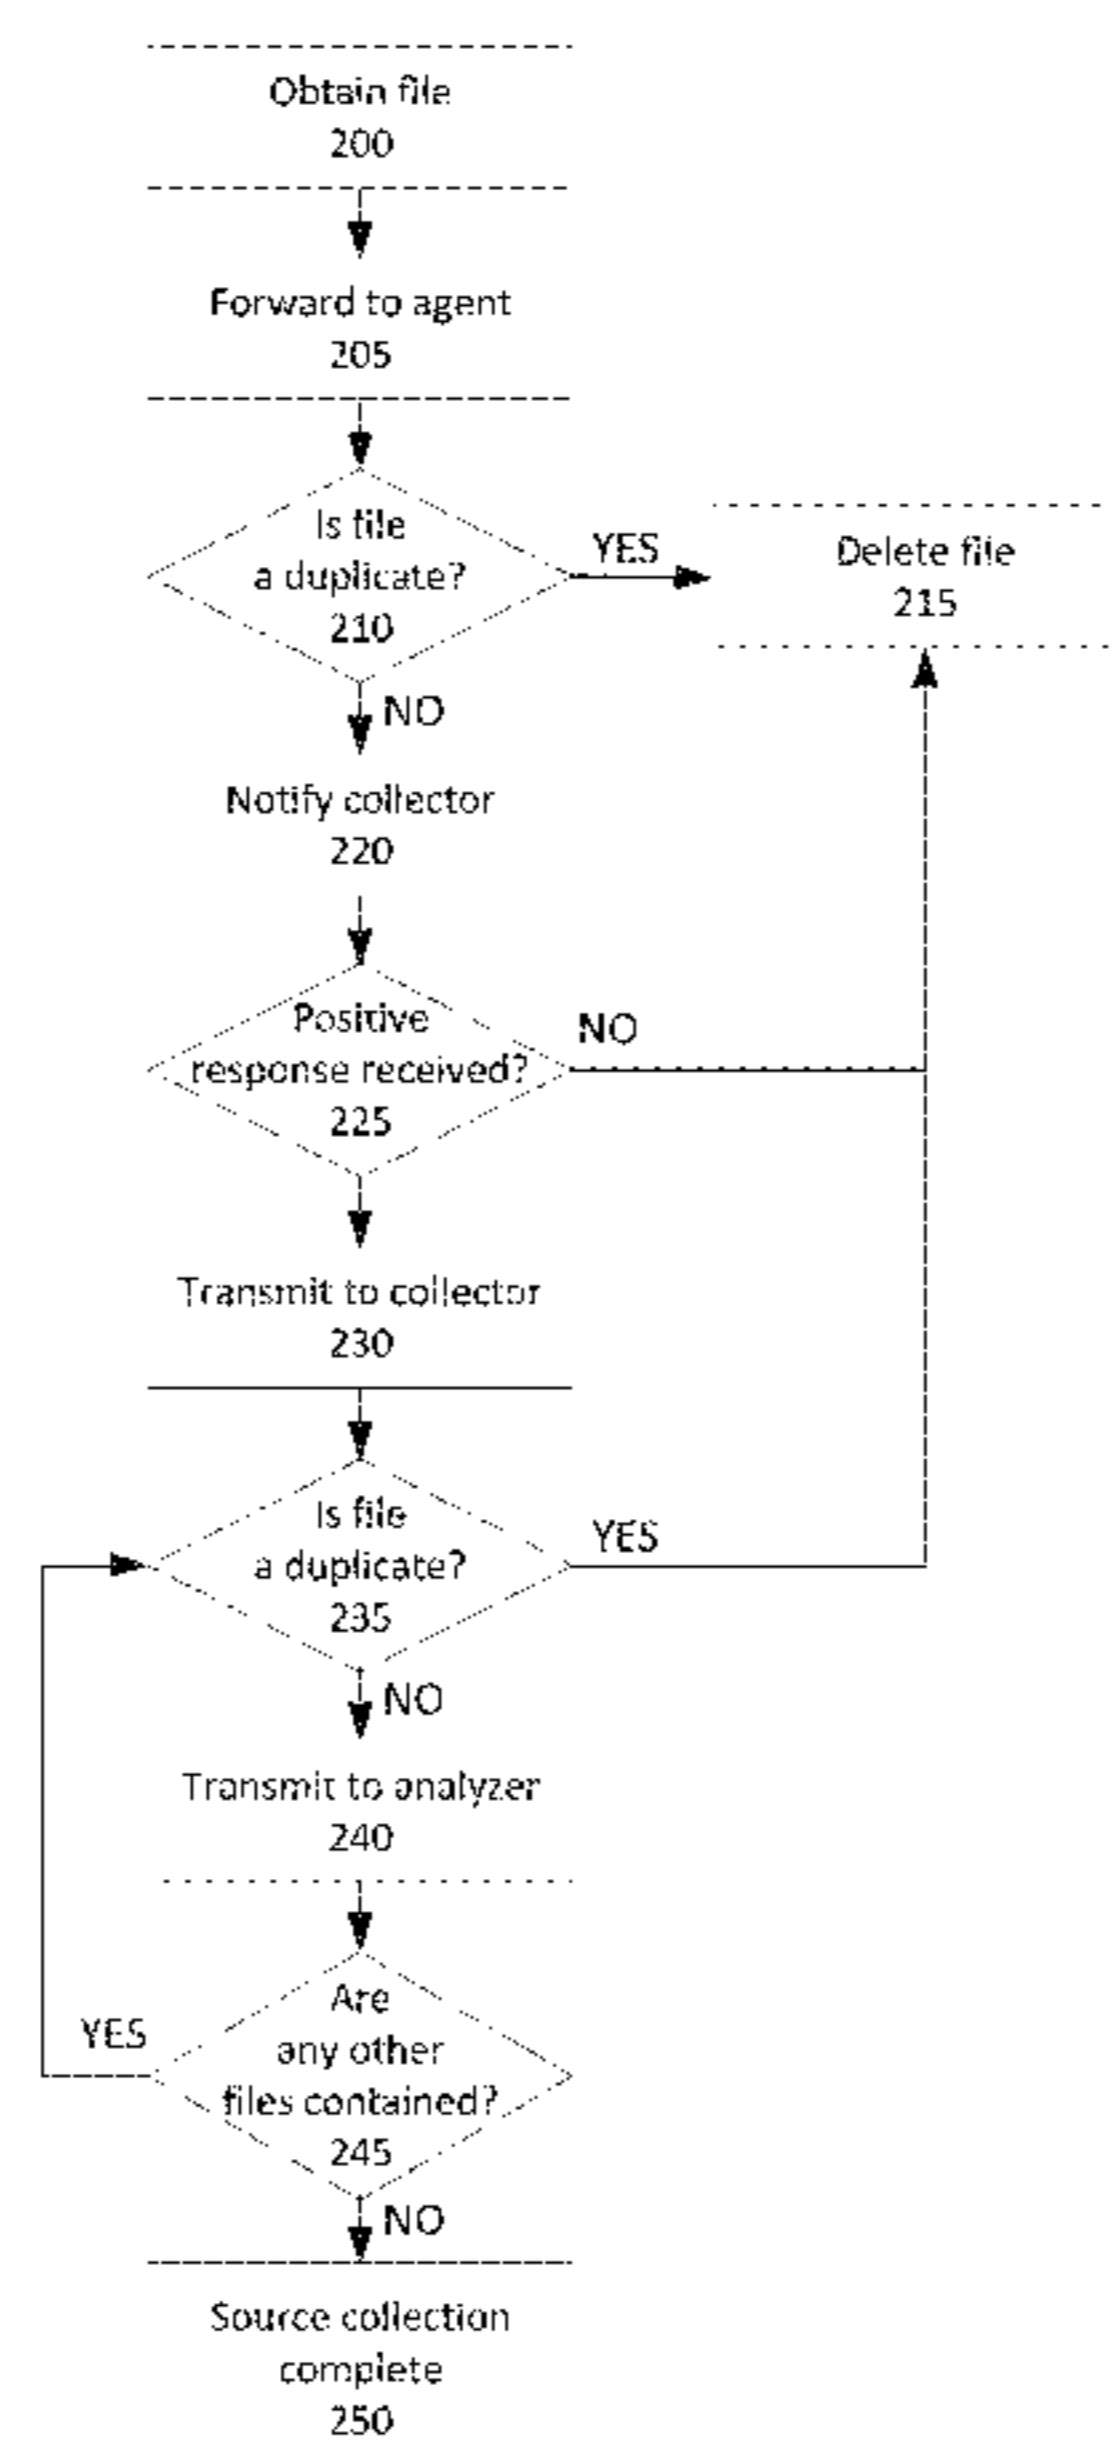 Obtain file
200
Forward to agent
205
Is file
a duplicate?
210
YES
Delete file
215
NO
Notify collector
220
Positive
response received?
225
NO
Transmit to collector
230
Is file
a duplicate?
235
YES
NO
Transmit to analyzer
240
Are
any other
files contained?
245
YES
NO
Source collection
complete
250